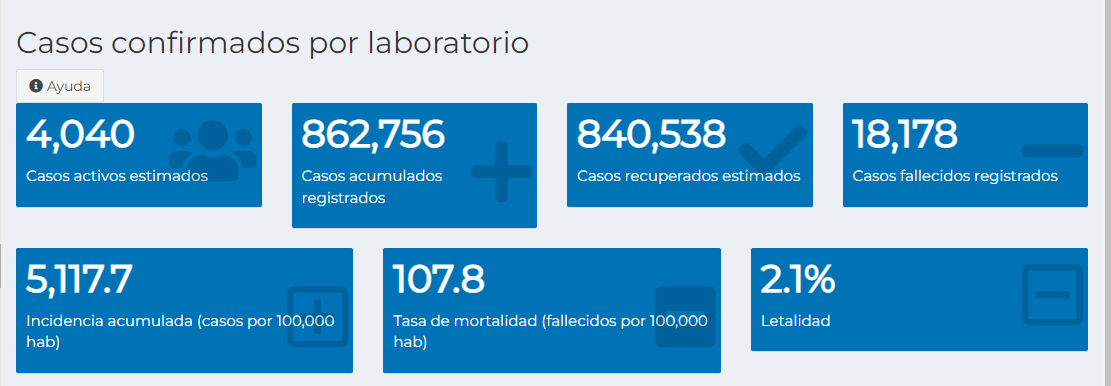 Casos confirmados por laboratorio
Ayuda
4,040
Casos activos estimados
862,756
Casos acumulados
registrados
840,538
Casos recuperados estimados
18,178
Casos fallecidos registrados
5,117.7
Incidencia acumulada (casos por 100,000
hab)
107.8
Tasa de mortalidad (fallecidos por 100,000
hab)
2.1%
Letalidad